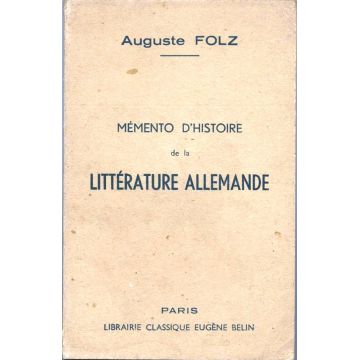 Auguste FOLZ
MÉMENTO D'HISTOIRE
de la
LITTÉRATURE ALLEMANDE
PARIS
LIBRAIRIE CLASSIQUE EUGÈNE BELIN